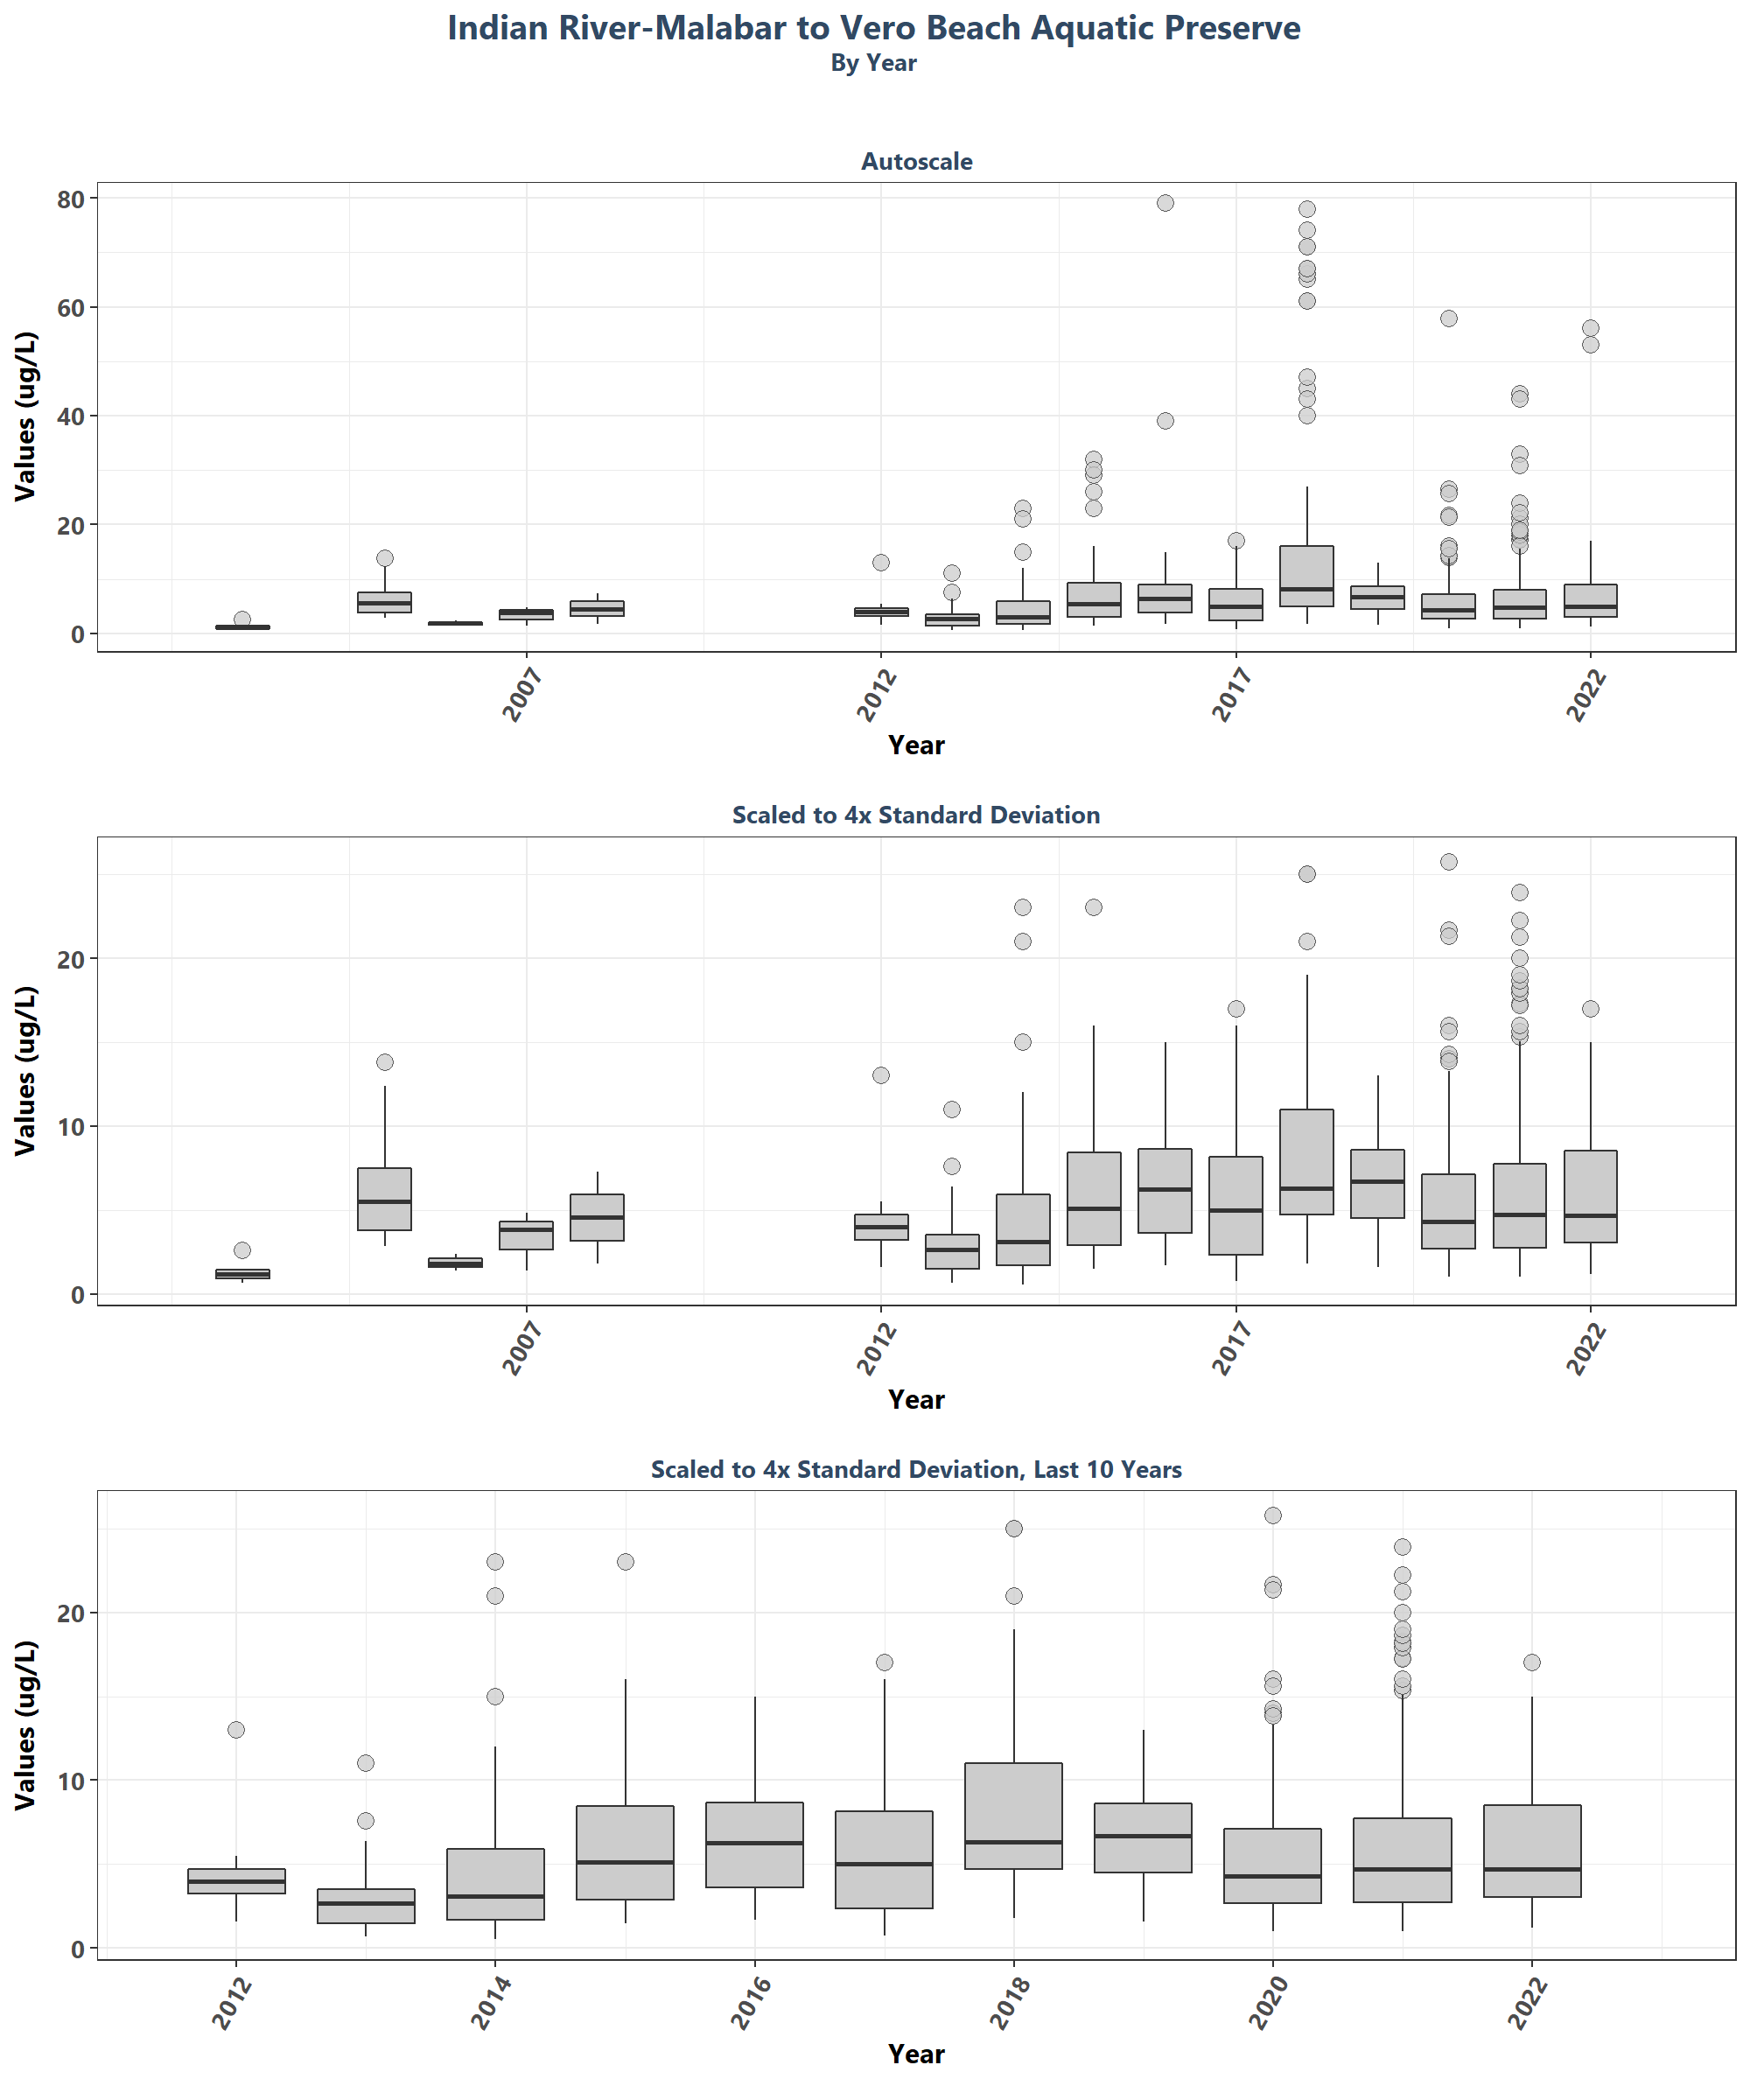 Indian River-Malabar to Vero Beach Aquatic Preserve
By Year
Autoscale
Values (ug/L)
80
60
40
20
0
2007
2012
2017
2022
Year
Scaled to 4x Standard Deviation
Values (ug/L)
20
10
0
2007
2012
2017
2022
Year
Scaled to 4x Standard Deviation, Last 10 Years
Values (ug/L)
20
10
0
2012
2014
2016
2018
2020
2022
Year